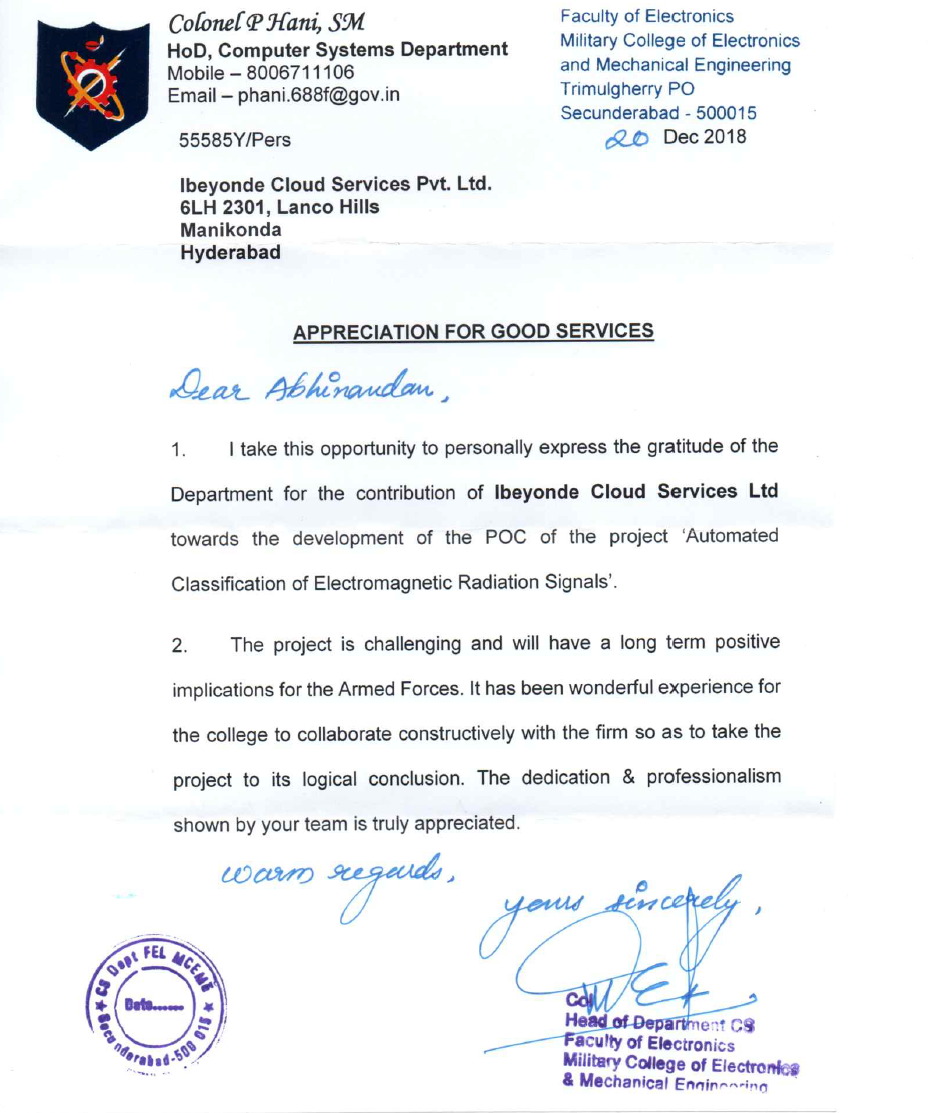 Colonel P Hani, SM
HoD, Computer Systems Department
Mobile – 8006711106
Email – phani.688f@gov.in
Faculty of Electronics
Military College of Electronics
and Mechanical Engineering
Trimulgherry PO
Secunderabad - 500015
20 Dec 2018
55585Y/Pers
Ibeyonde Cloud Services Pvt. Ltd.
6LH 2301, Lanco Hills
Manikonda
Hyderabad
APPRECIATION FOR GOOD SERVICES
Dear Abhinandan,
1. I take this opportunity to personally express the gratitude of the
Department for the contribution of Ibeyonde Cloud Services Ltd
towards the development of the POC of the project 'Automated
Classification of Electromagnetic Radiation Signals'.
2. The project is challenging and will have a long term positive
implications for the Armed Forces. It has been wonderful experience for
the college to collaborate constructively with the firm so as to take the
project to its logical conclusion. The dedication & professionalism
shown by your team is truly appreciated.
warm regards,
yours sincerely,
CS Dept FEL MCEME
Date.......
Secunderabad-500 015
Col
Head of Department CS
Faculty of Electronics
Military College of Electronics
& Mechanical Engineering